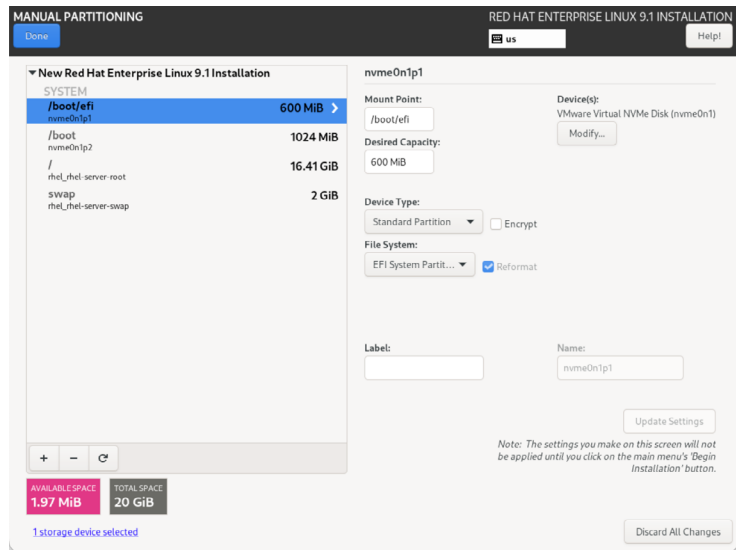 MANUAL PARTITIONING
RED HAT ENTERPRISE LINUX 9.1 INSTALLATION
Done
us
Help!
New Red Hat Enterprise Linux 9.1 Installation
SYSTEM
/boot/efi 600 MiB
nvme0n1p1
/boot 1024 MiB
nvme0n1p2
/ 16.41 GiB
rhel_rhel-server-root
swap 2 GiB
rhel_rhel-server-swap
+ −
AVAILABLE SPACE
1.97 MiB
TOTAL SPACE
20 GiB
1 storage device selected
nvme0n1p1
Mount Point:
/boot/efi
Desired Capacity:
600 MiB
Device(s):
VMware Virtual NVMe Disk (nvme0n1)
Modify...
Device Type:
Standard Partition
Encrypt
File System:
EFI System Partit...
Reformat
Label:
Name:
nvme0n1p1
Update Settings
Note: The settings you make on this screen will not
be applied until you click on the main menu's 'Begin
Installation' button.
Discard All Changes